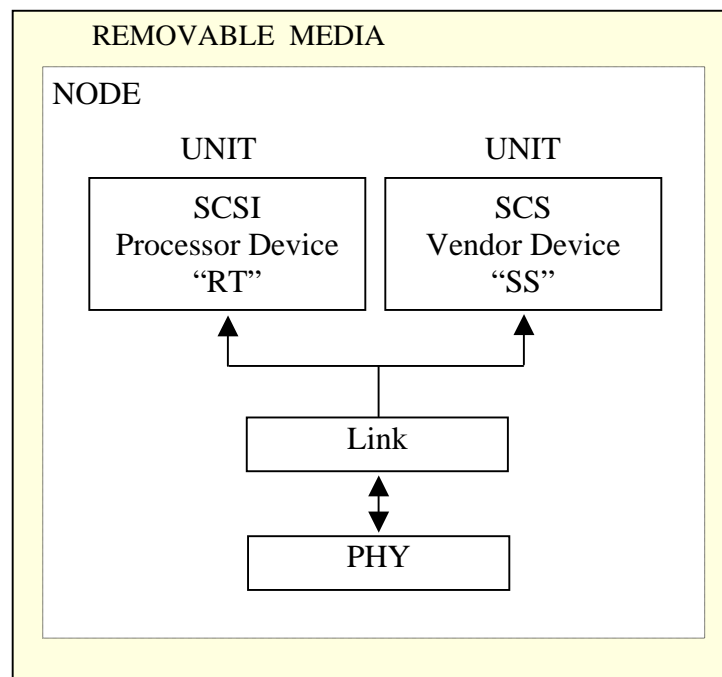 REMOVABLE MEDIA
NODE
UNIT
UNIT
SCSI
Processor Device
“RT”
SCS
Vendor Device
“SS”
Link
PHY